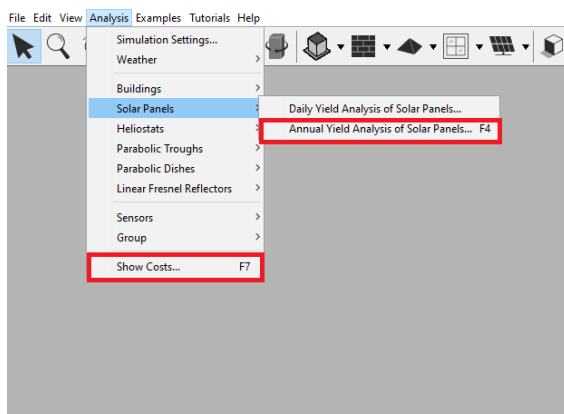 File Edit View Analysis Examples Tutorials Help
Simulation Settings...
Weather
Buildings
Solar Panels
Daily Yield Analysis of Solar Panels...
Heliostats
Annual Yield Analysis of Solar Panels... F4
Parabolic Troughs
Parabolic Dishes
Linear Fresnel Reflectors
Sensors
Group
Show Costs... F7